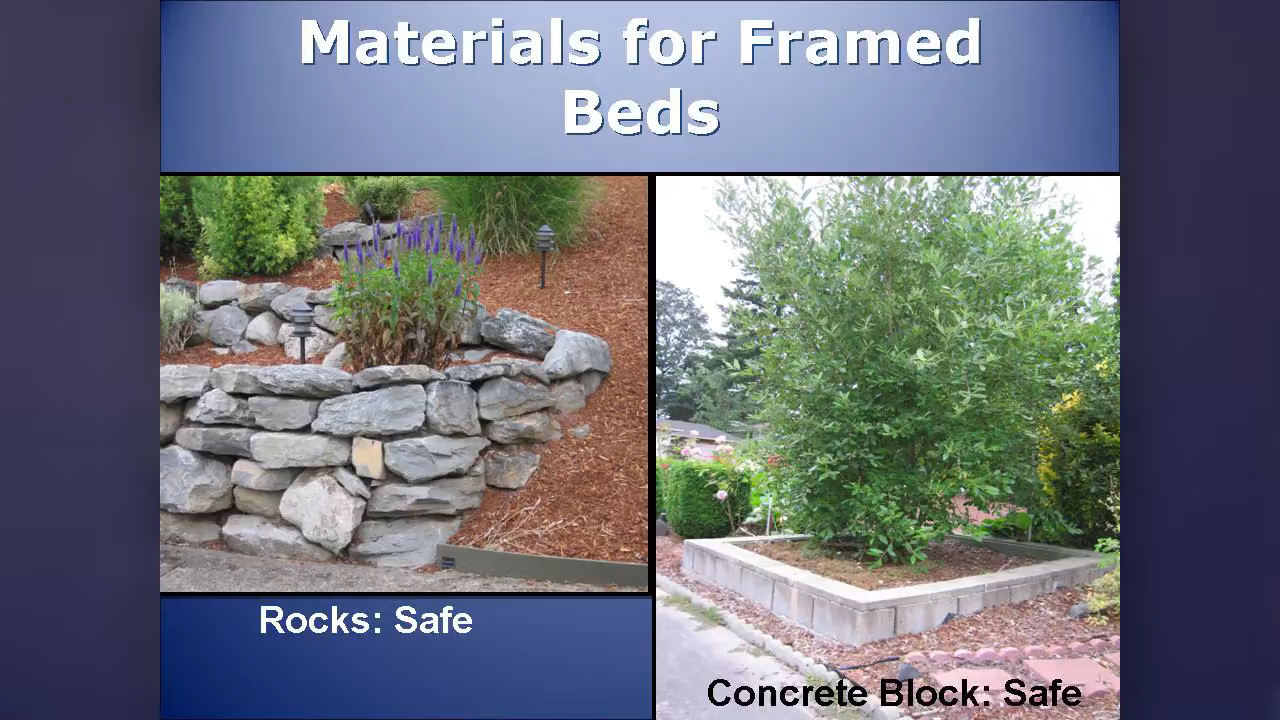 Materials for Framed
Beds
Rocks: Safe
Concrete Block: Safe